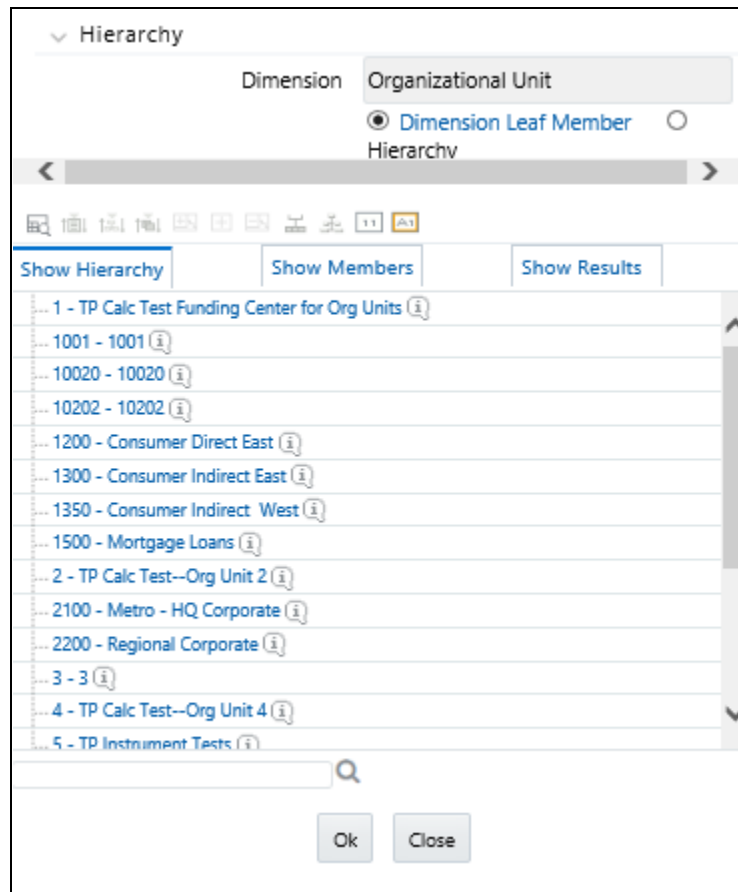 Hierarchy
Dimension Organizational Unit
Dimension Leaf Member
Hierarchy
11 A1
Show Hierarchy Show Members Show Results
1 - TP Calc Test Funding Center for Org Units
1001 - 1001
10020 - 10020
10202 - 10202
1200 - Consumer Direct East
1300 - Consumer Indirect East
1350 - Consumer Indirect West
1500 - Mortgage Loans
2 - TP Calc Test--Org Unit 2
2100 - Metro - HQ Corporate
2200 - Regional Corporate
3 - 3
4 - TP Calc Test--Org Unit 4
5 - TP Instrument Tests
Ok Close